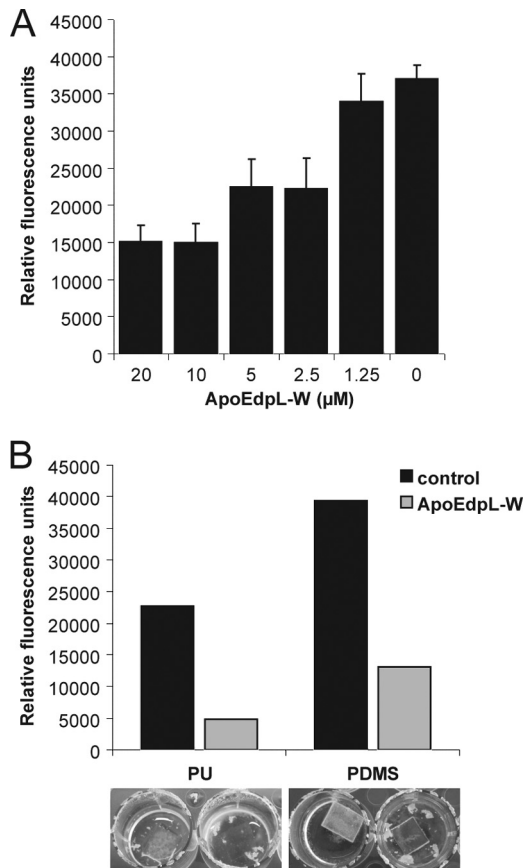 A
45000
40000
35000
30000
25000
20000
15000
10000
5000
0
Relative fluorescence units
20 10 5 2.5 1.25 0
ApoEdpL-W (µM)
B
45000
40000
35000
30000
25000
20000
15000
10000
5000
0
Relative fluorescence units
control
ApoEdpL-W
PU PDMS